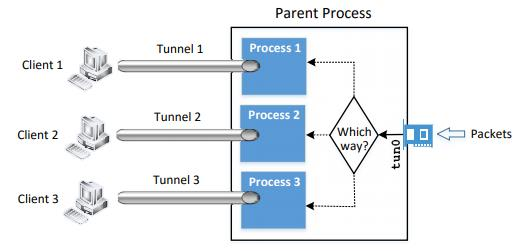 Parent Process
Client 1
Tunnel 1
Process 1
Client 2
Tunnel 2
Process 2
Which
way?
tun0
Packets
Client 3
Tunnel 3
Process 3